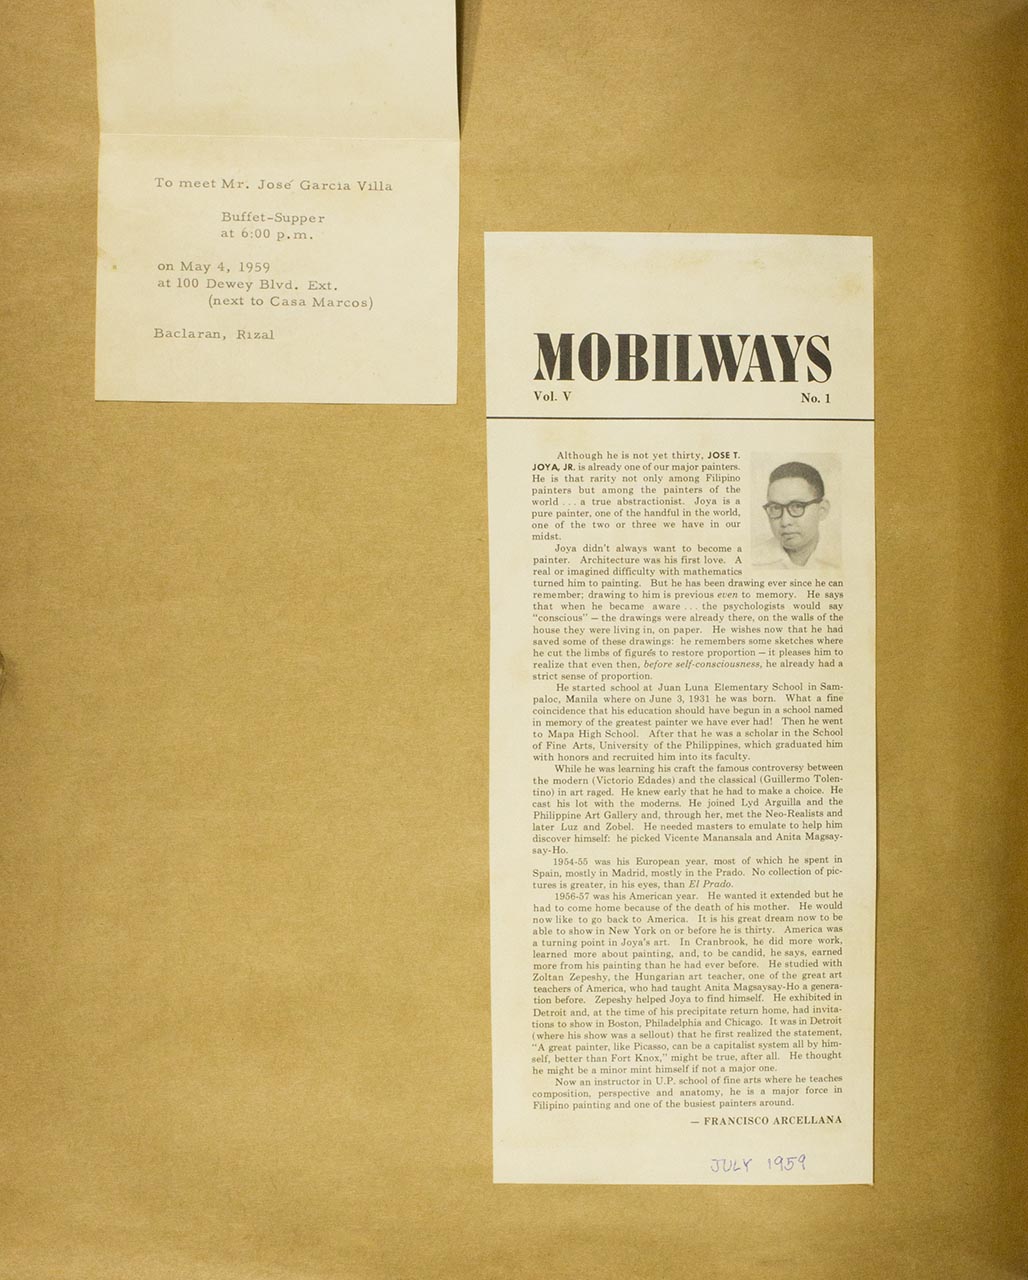 To meet Mr. José Garcia Villa
Buffet-Supper
at 6:00 p.m.
on May 4, 1959
at 100 Dewey Blvd. Ext.
(next to Casa Marcos)
Baclaran, Rizal
MOBILWAYS
Vol. V No. 1
Although he is not yet thirty, JOSE T.
JOYA, JR. is already one of our major painters.
He is that rarity not only among Filipino
painters but among the painters of the
world . . . a true abstractionist. Joya is a
pure painter, one of the handful in the world,
one of the two or three we have in our
midst.
Joya didn't always want to become a
painter. Architecture was his first love. A
real or imagined difficulty with mathematics
turned him to painting. But he has been drawing ever since he can
remember; drawing to him is previous even to memory. He says
that when he became aware . . . the psychologists would say
"conscious" — the drawings were already there, on the walls of the
house they were living in, on paper. He wishes now that he had
saved some of these drawings: he remembers some sketches where
he cut the limbs of figures to restore proportion — it pleases him to
realize that even then, before self-consciousness, he already had a
strict sense of proportion.
He started school at Juan Luna Elementary School in Sam-
paloc, Manila where on June 3, 1931 he was born. What a fine
coincidence that his education should have begun in a school named
in memory of the greatest painter we have ever had! Then he went
to Mapa High School. After that he was a scholar in the School
of Fine Arts, University of the Philippines, which graduated him
with honors and recruited him into its faculty.
While he was learning his craft the famous controversy between
the modern (Victorio Edades) and the classical (Guillermo Tolen-
tino) in art raged. He knew early that he had to make a choice. He
cast his lot with the moderns. He joined Lyd Arguilla and the
Philippine Art Gallery and, through her, met the Neo-Realists and
later Luz and Zobel. He needed masters to emulate to help him
discover himself: he picked Vicente Manansala and Anita Magsay-
say-Ho.
1954-55 was his European year, most of which he spent in
Spain, mostly in Madrid, mostly in the Prado. No collection of pic-
tures is greater, in his eyes, than El Prado.
1956-57 was his American year. He wanted it extended but he
had to come home because of the death of his mother. He would
now like to go back to America. It is his great dream now to be
able to show in New York on or before he is thirty. America was
a turning point in Joya's art. In Cranbrook, he did more work,
learned more about painting, and, to be candid, he says, earned
more from his painting than he had ever before. He studied with
Zoltan Zepeshy, the Hungarian art teacher, one of the great art
teachers of America, who had taught Anita Magsaysay-Ho a genera-
tion before. Zepeshy helped Joya to find himself. He exhibited in
Detroit and, at the time of his precipitate return home, had invita-
tions to show in Boston, Philadelphia and Chicago. It was in Detroit
(where his show was a sellout) that he first realized the statement,
"A great painter, like Picasso, can be a capitalist system all by him-
self, better than Fort Knox," might be true, after all. He thought
he might be a minor mint himself if not a major one.
Now an instructor in U.P. school of fine arts where he teaches
composition, perspective and anatomy, he is a major force in
Filipino painting and one of the busiest painters around.
— FRANCISCO ARCELLANA
JULY 1959